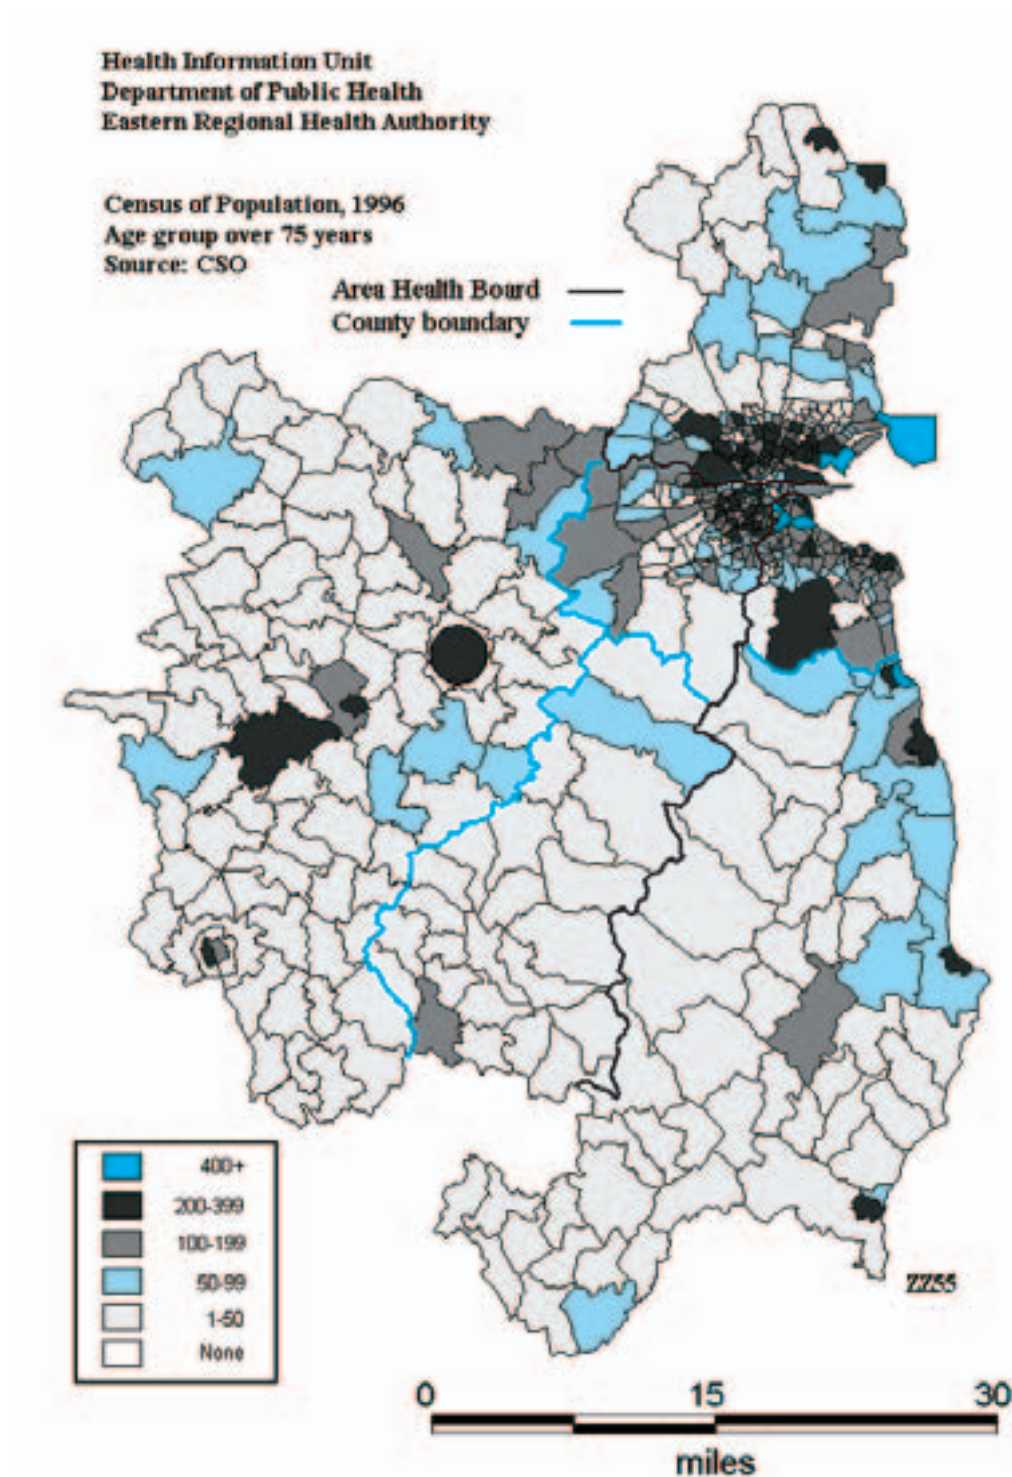 Health Information Unit
Department of Public Health
Eastern Regional Health Authority
Census of Population, 1996
Age group over 75 years
Source: CSO
Area Health Board
County boundary
400+
200-399
100-199
50-99
1-50
None
ZZ55
0 15 30
miles